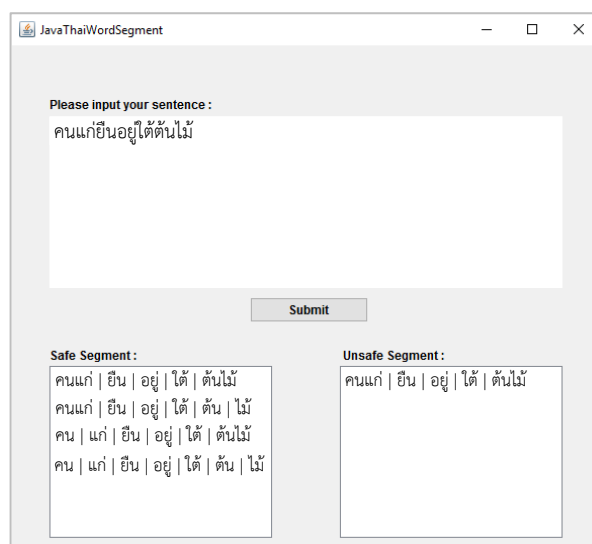 JavaThaiWordSegment
Please input your sentence :
คนแก่ยืนอยู่ใต้ต้นไม้
Submit
Safe Segment :
คนแก่ | ยืน | อยู่ | ใต้ | ต้นไม้
คนแก่ | ยืน | อยู่ | ใต้ | ต้น | ไม้
คน | แก่ | ยืน | อยู่ | ใต้ | ต้นไม้
คน | แก่ | ยืน | อยู่ | ใต้ | ต้น | ไม้
Unsafe Segment :
คนแก่ | ยืน | อยู่ | ใต้ | ต้นไม้